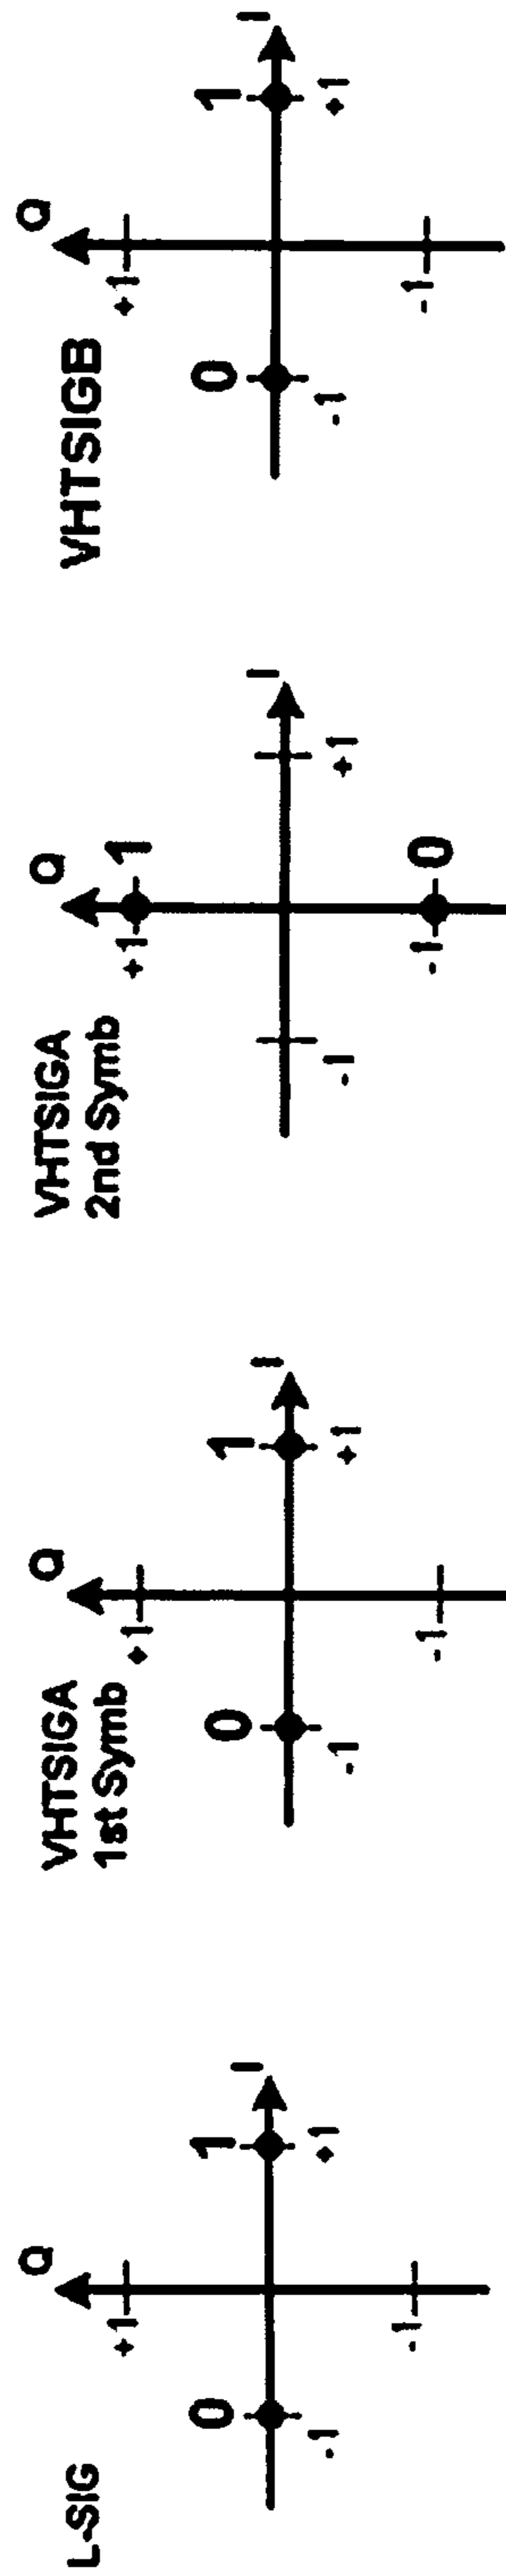 L-SIG
Q
+1
0 1 I
-1 +1
-1
VHTSIGA
1st Symb
Q
+1
0 1 I
-1 +1
-1
VHTSIGA
2nd Symb
Q
+1 1
I
-1 +1
-1 0
VHTSIGB
Q
+1
0 1 I
-1 +1
-1